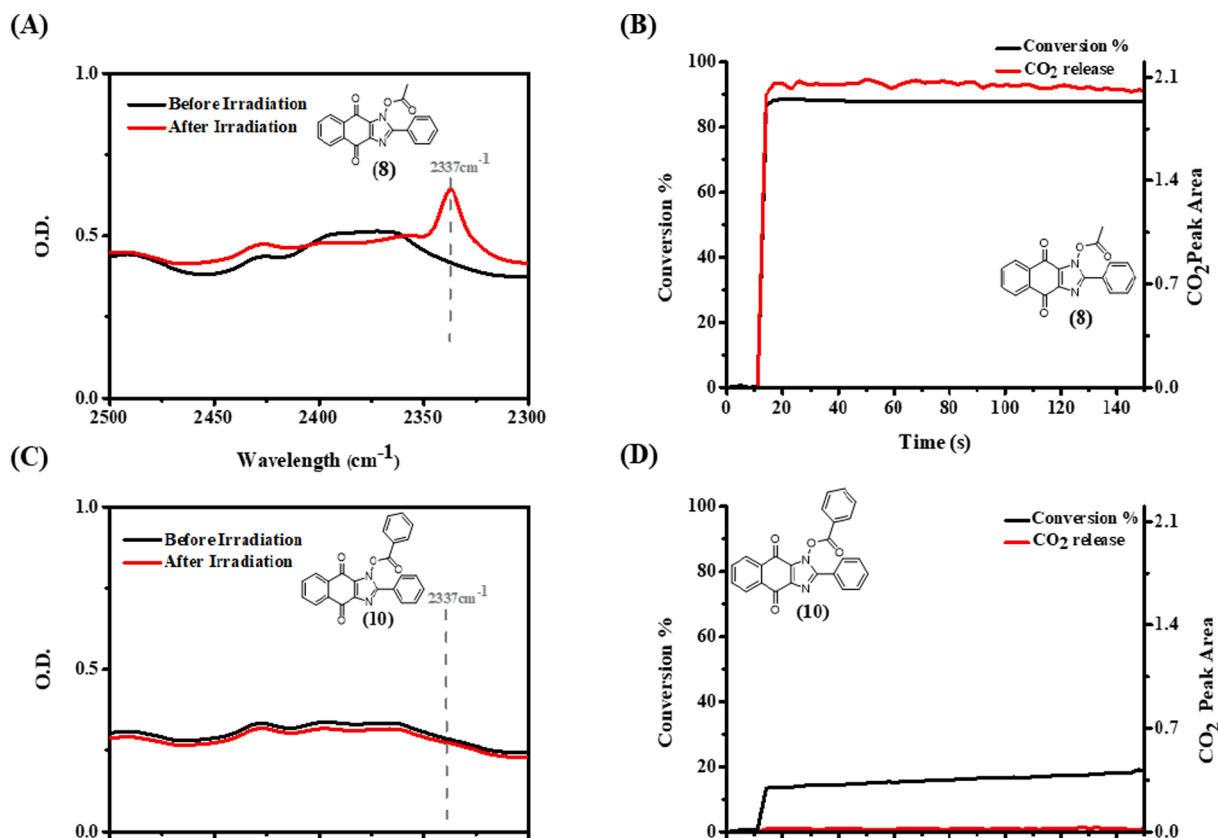 (A)
1.0
0.5
0.0
O.D.
Before Irradiation
After Irradiation
O
N
O
O
N
O
(8)
2337cm-1
2500
2450
2400
2350
2300
Wavelength (cm-1)
(B)
Conversion %
CO2 release
100
80
60
40
20
0
Conversion %
2.1
1.4
0.7
0.0
CO2Peak Area
O
N
O
O
N
O
(8)
0
20
40
60
80
100
120
140
Time (s)
(C)
1.0
0.5
0.0
O.D.
Before Irradiation
After Irradiation
O
N
O
O
N
O
(10)
2337cm-1
(D)
Conversion %
CO2 release
100
80
60
40
20
0
Conversion %
2.1
1.4
0.7
0.0
CO2 Peak Area
O
N
O
O
N
O
(10)